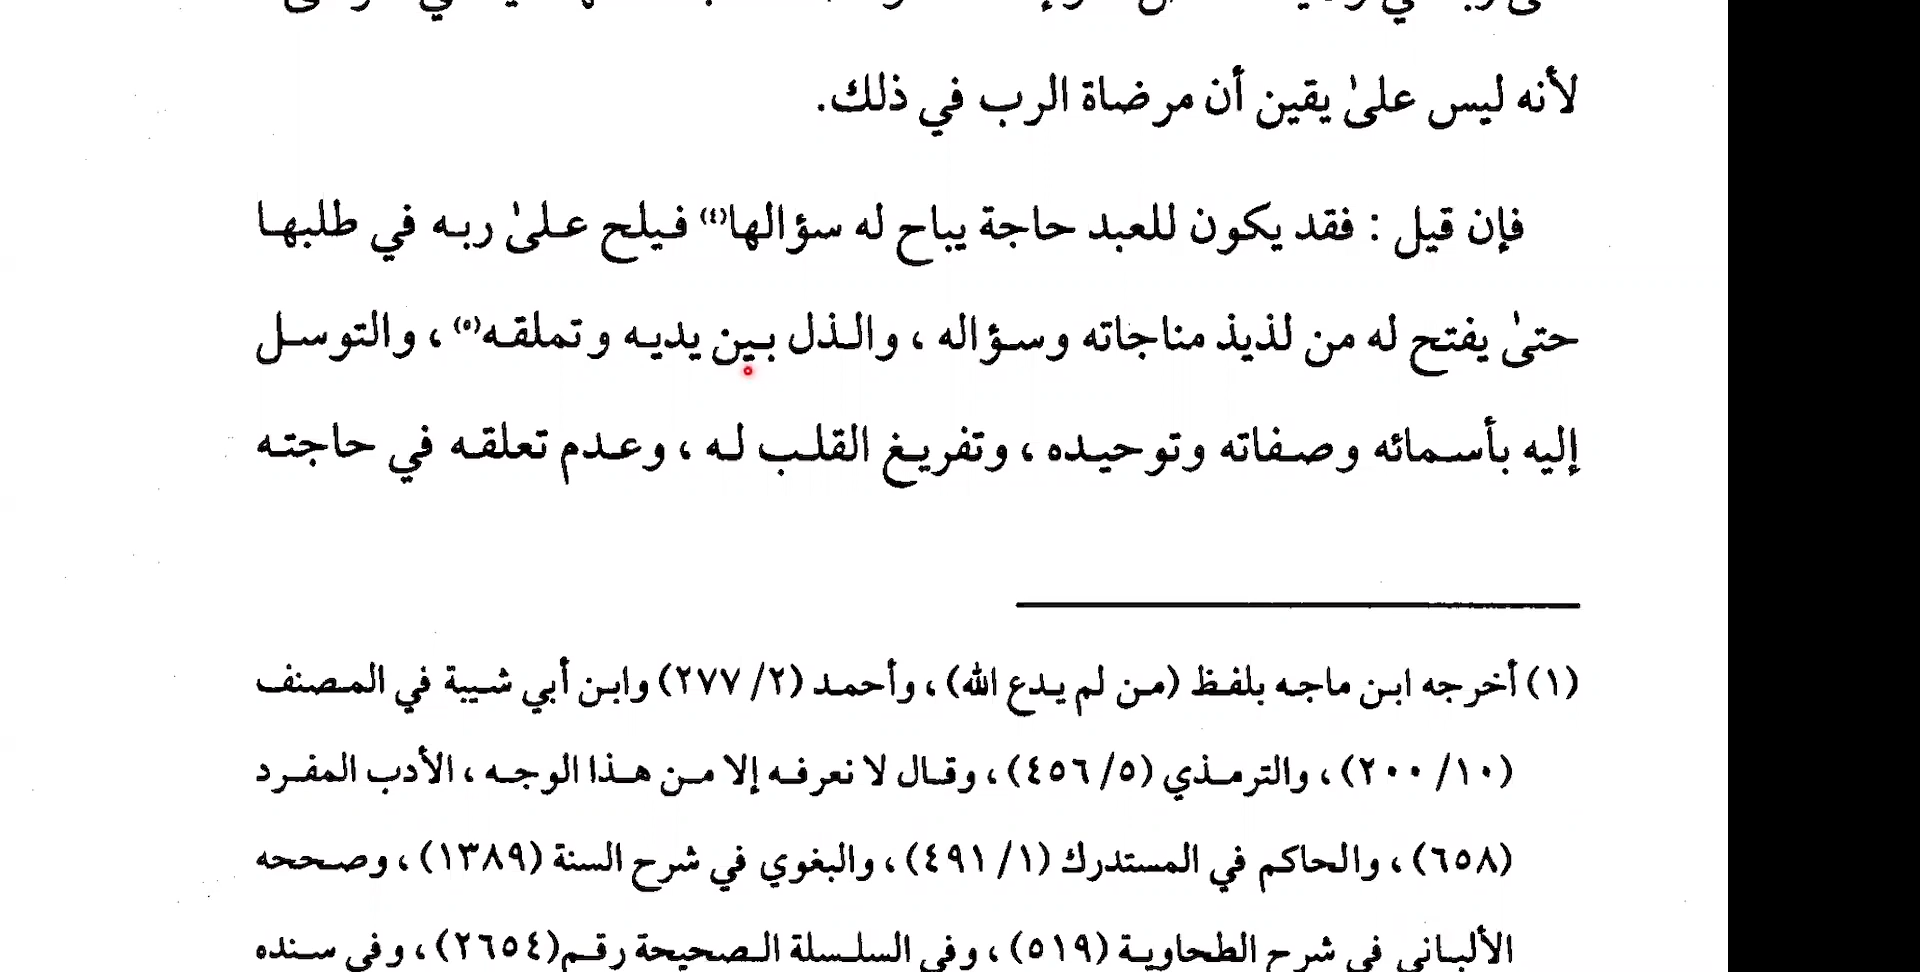 لأنه ليس علىٰ يقين أن مرضاة الرب في ذلك.
فإن قيل : فقد يكون للعبد حاجة يباح له سؤالها(٤) فيلح علىٰ ربه في طلبها
حتىٰ يفتح له من لذيذ مناجاته وسؤاله ، والذل بين يديه وتملقه(٥) ، والتوسل
إليه بأسمائه وصفاته وتوحيده ، وتفريغ القلب له ، وعدم تعلقه في حاجته
(١) أخرجه ابن ماجه بلفظ (من لم يدع الله) ، وأحمد (٢/ ٢٧٧) وابن أبي شيبة في المصنف
(١٠/ ٢٠٠) ، والترمذي (٥/ ٤٥٦) ، وقال لا نعرفه إلا من هذا الوجه ، الأدب المفرد
(٦٥٨) ، والحاكم في المستدرك (١/ ٤٩١) ، والبغوي في شرح السنة (١٣٨٩) ، وصححه
الألباني في شرح الطحاوية (٥١٩) ، وفي السلسلة الصحيحة رقم(٢٦٥٤) ، وفي سنده